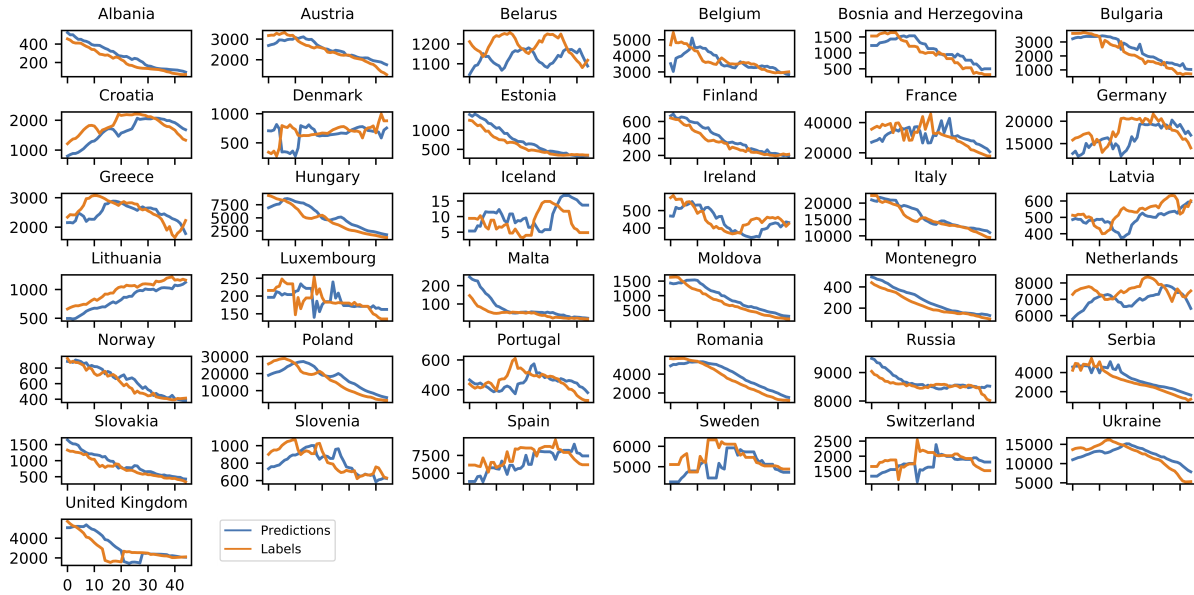 Albania Austria Belarus Belgium Bosnia and Herzegovina Bulgaria
400 200
3000 2000
1200 1100
5000 4000 3000
1500 1000 500
3000 2000 1000
Croatia Denmark Estonia Finland France Germany
2000 1000
1000 500 0
1000 500
600 400 200
40000 20000
20000 15000
Greece Hungary Iceland Ireland Italy Latvia
3000 2000
7500 5000 2500
15 10 5
500 400
20000 15000 10000
600 500 400
Lithuania Luxembourg Malta Moldova Montenegro Netherlands
1000 500
250 200 150
200 100
1500 1000 500
400 200
8000 7000 6000
Norway Poland Portugal Romania Russia Serbia
800 600 400
30000 20000 10000
600 400
4000 2000
9000 8000
4000 2000
Slovakia Slovenia Spain Sweden Switzerland Ukraine
1500 1000 500
1000 800 600
7500 5000
6000 5000
2500 2000 1500
15000 10000 5000
United Kingdom
4000 2000
0 10 20 30 40
Predictions
Labels